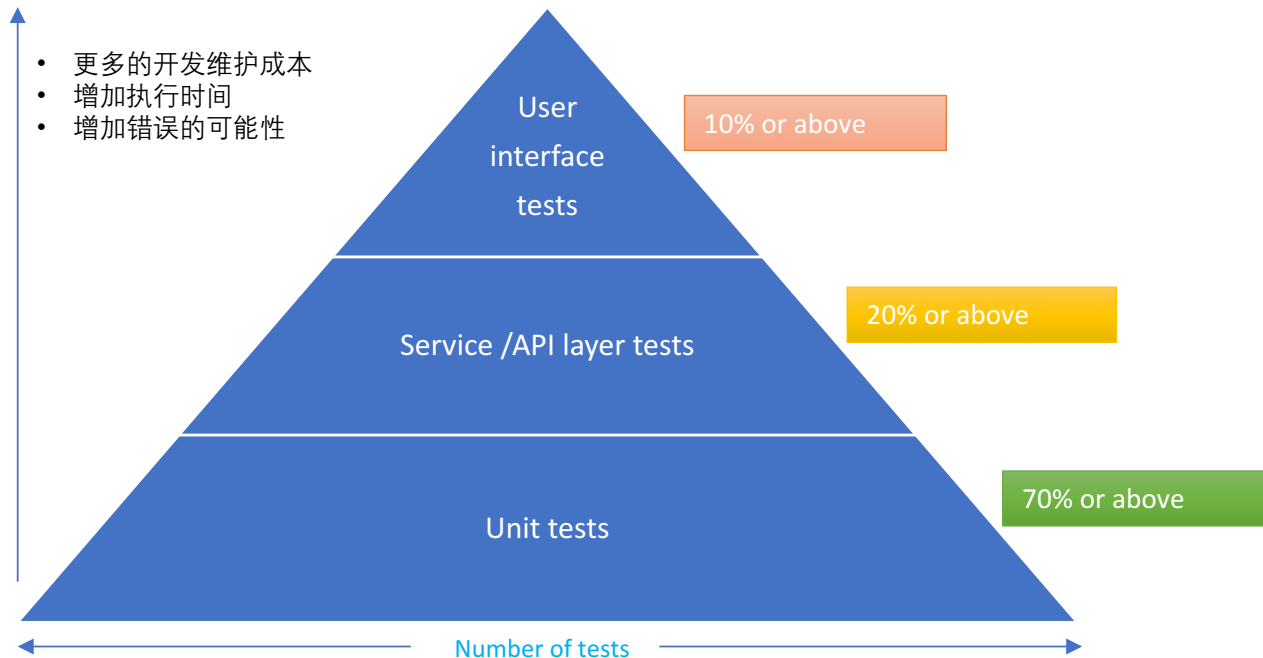 • 更多的开发维护成本
• 增加执行时间
• 增加错误的可能性
User
interface
tests
10% or above
Service /API layer tests
20% or above
Unit tests
70% or above
Number of tests